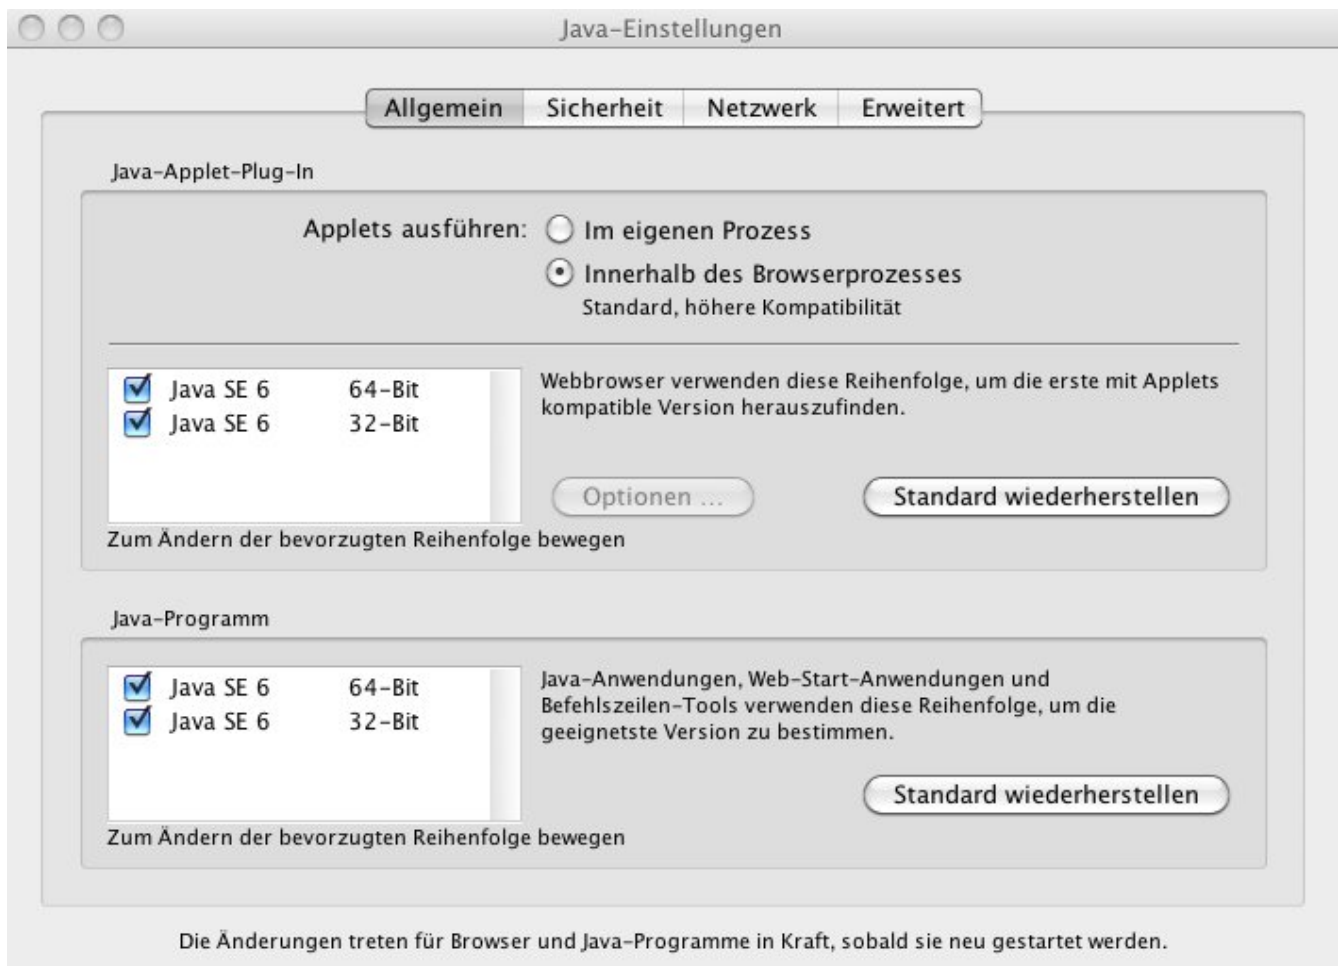 Java-Einstellungen
Allgemein Sicherheit Netzwerk Erweitert
Java-Applet-Plug-In
Applets ausführen: Im eigenen Prozess
Innerhalb des Browserprozesses
Standard, höhere Kompatibilität
Java SE 6 64-Bit
Java SE 6 32-Bit
Webbrowser verwenden diese Reihenfolge, um die erste mit Applets
kompatible Version herauszufinden.
Optionen ... Standard wiederherstellen
Zum Ändern der bevorzugten Reihenfolge bewegen
Java-Programm
Java SE 6 64-Bit
Java SE 6 32-Bit
Java-Anwendungen, Web-Start-Anwendungen und
Befehlszeilen-Tools verwenden diese Reihenfolge, um die
geeignetste Version zu bestimmen.
Standard wiederherstellen
Zum Ändern der bevorzugten Reihenfolge bewegen
Die Änderungen treten für Browser und Java-Programme in Kraft, sobald sie neu gestartet werden.